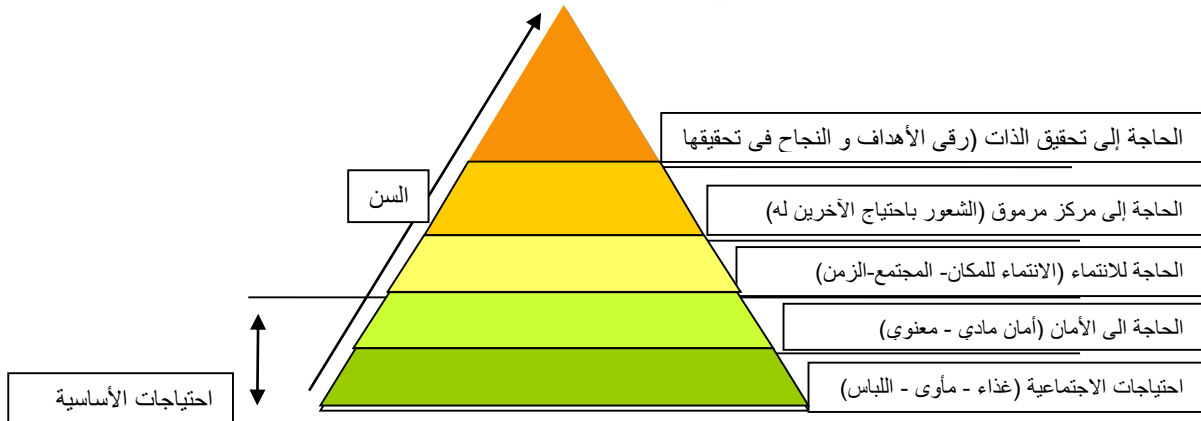 الحاجة إلى تحقيق الذات (رقى الأهداف و النجاح فى تحقيقها
السن
الحاجة إلى مركز مرموق (الشعور باحتياج الآخرين له)
الحاجة للانتماء (الانتماء للمكان- المجتمع-الزمن)
الحاجة الى الأمان (أمان مادي - معنوي)
احتياجات الاجتماعية (غذاء - مأوى - اللباس)
احتياجات الأساسية